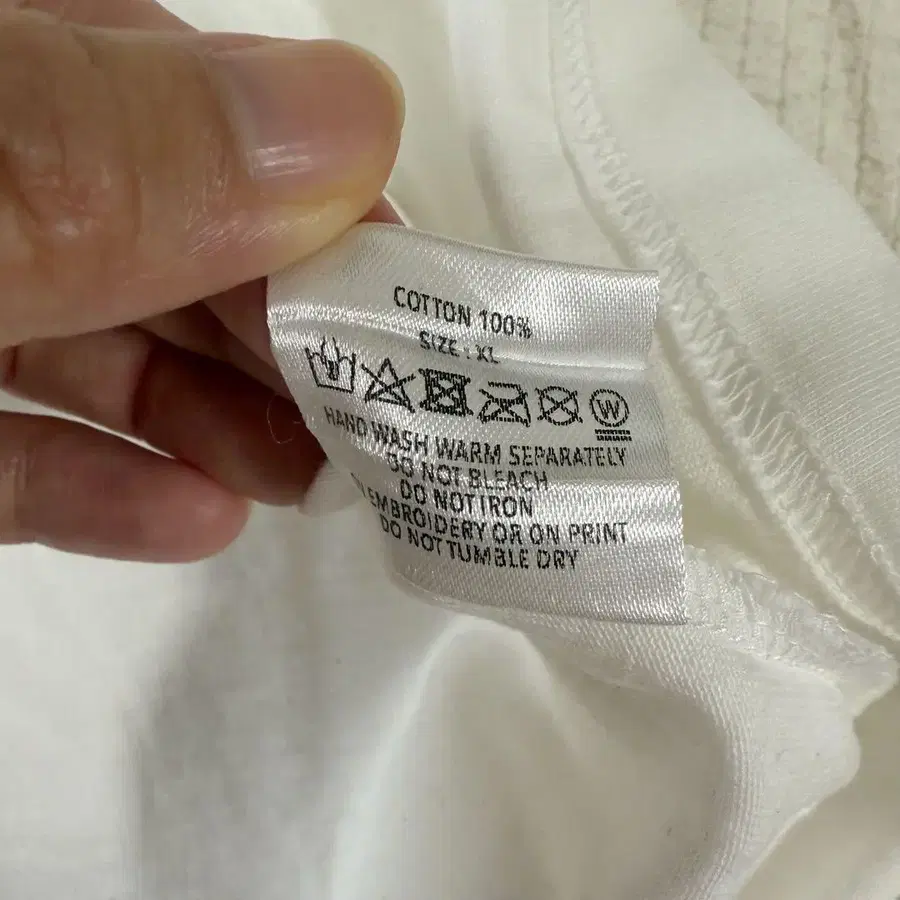 COTTON 100%
SIZE : XL
W
HAND WASH WARM SEPARATELY
DO NOT BLEACH
DO NOT IRON
EMBROIDERY OR ON PRINT
DO NOT TUMBLE DRY